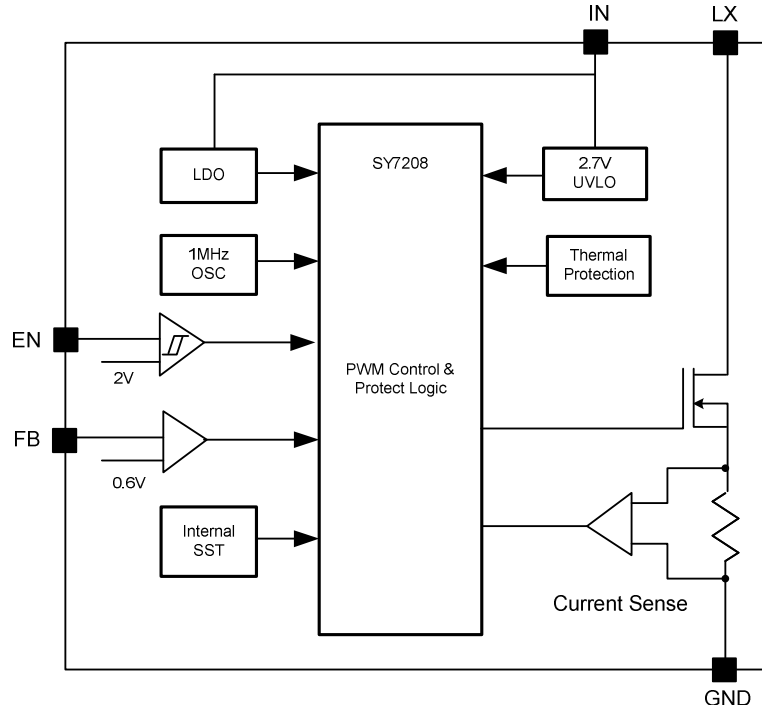 IN
LX
SY7208
LDO
2.7V
UVLO
1MHz
OSC
Thermal
Protection
EN
2V
PWM Control &
Protect Logic
FB
0.6V
Internal
SST
Current Sense
GND